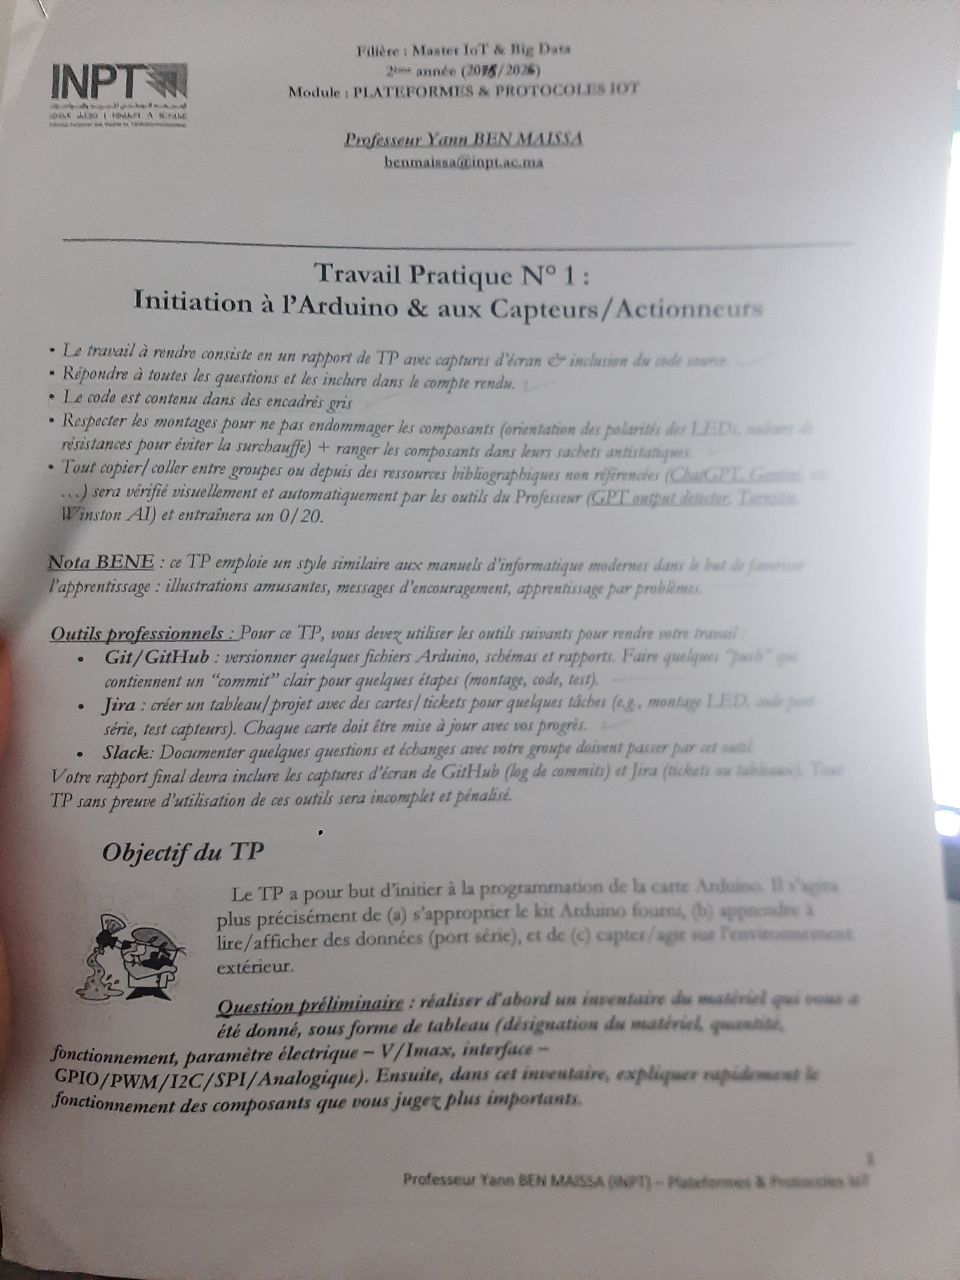 Filière : Master IoT & Big Data
2ème année (2025/2026)
INPT
Module : PLATEFORMES & PROTOCOLES IOT
Professeur Yann BEN MAISSA
benmaissa@inpt.ac.ma
Travail Pratique N° 1 :
Initiation à l'Arduino & aux Capteurs/Actionneurs
• Le travail à rendre consiste en un rapport de TP avec captures d'écran & inclusion du code source.
• Répondre à toutes les questions et les inclure dans le compte rendu.
• Le code est contenu dans des encadrés gris
• Respecter les montages pour ne pas endommager les composants (orientation des polarités des LEDs, valeurs de
résistances pour éviter la surchauffe) + ranger les composants dans leurs sachets antistatiques.
• Tout copier/coller entre groupes ou depuis des ressources bibliographiques non référencées (ChatGPT, Gemini, etc
…) sera vérifié visuellement et automatiquement par les outils du Professeur (GPT output detector, Turnitin,
Winston AI) et entraînera un 0/20.
Nota BENE : ce TP emploie un style similaire aux manuels d'informatique modernes dans le but de favoriser
l'apprentissage : illustrations amusantes, messages d'encouragement, apprentissage par problèmes.
Outils professionnels : Pour ce TP, vous devez utiliser les outils suivants pour rendre votre travail :
• Git/GitHub : versionner quelques fichiers Arduino, schémas et rapports. Faire quelques "push" qui
contiennent un "commit" clair pour quelques étapes (montage, code, test).
• Jira : créer un tableau/projet avec des cartes/tickets pour quelques tâches (e.g., montage LED, code port
série, test capteurs). Chaque carte doit être mise à jour avec vos progrès.
• Slack: Documenter quelques questions et échanges avec votre groupe doivent passer par cet outil.
Votre rapport final devra inclure les captures d'écran de GitHub (log de commits) et Jira (tickets ou tableaux). Tout
TP sans preuve d'utilisation de ces outils sera incomplet et pénalisé.
Objectif du TP
Le TP a pour but d'initier à la programmation de la carte Arduino. Il s'agira
plus précisément de (a) s'approprier le kit Arduino fourni, (b) apprendre à
lire/afficher des données (port série), et de (c) capter/agir sur l'environnement
extérieur.
Question préliminaire : réaliser d'abord un inventaire du matériel qui vous a
été donné, sous forme de tableau (désignation du matériel, quantité,
fonctionnement, paramètre électrique – V/Imax, interface –
GPIO/PWM/I2C/SPI/Analogique). Ensuite, dans cet inventaire, expliquer rapidement le
fonctionnement des composants que vous jugez plus importants.
1
Professeur Yann BEN MAISSA (INPT) – Plateformes & Protocoles IoT